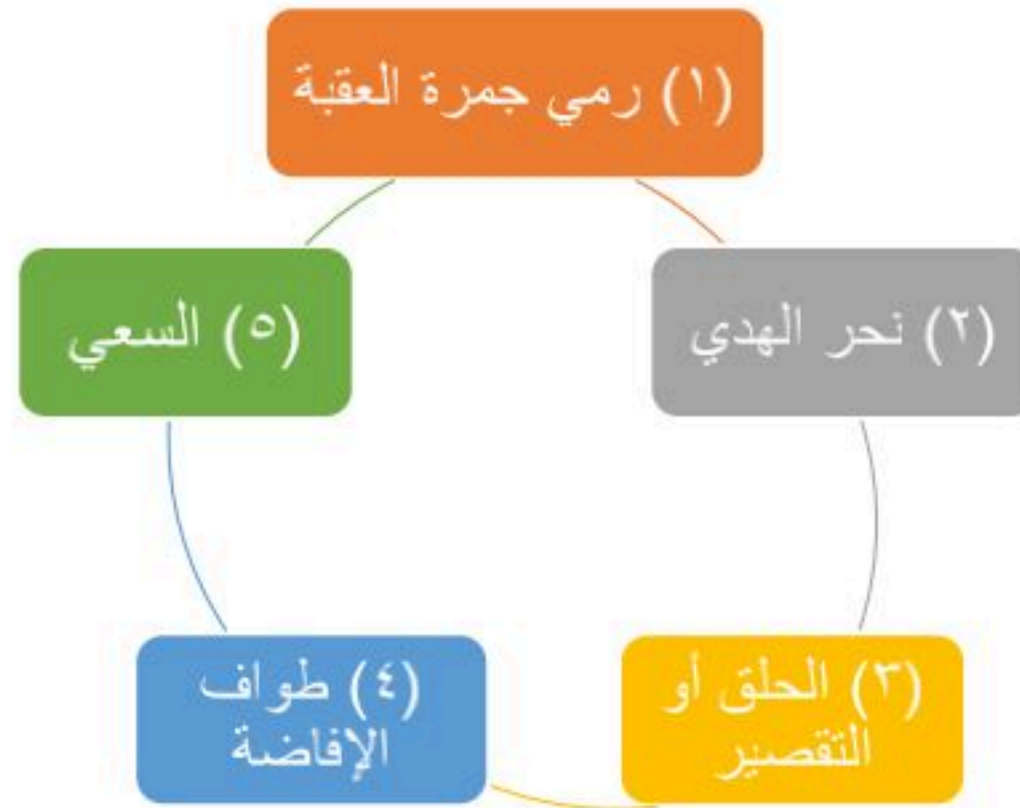 (١) رمي جمرة العقبة
(٢) نحر الهدي
(٣) الحلق أو
التقصير
(٤) طواف
الإفاضة
(٥) السعي